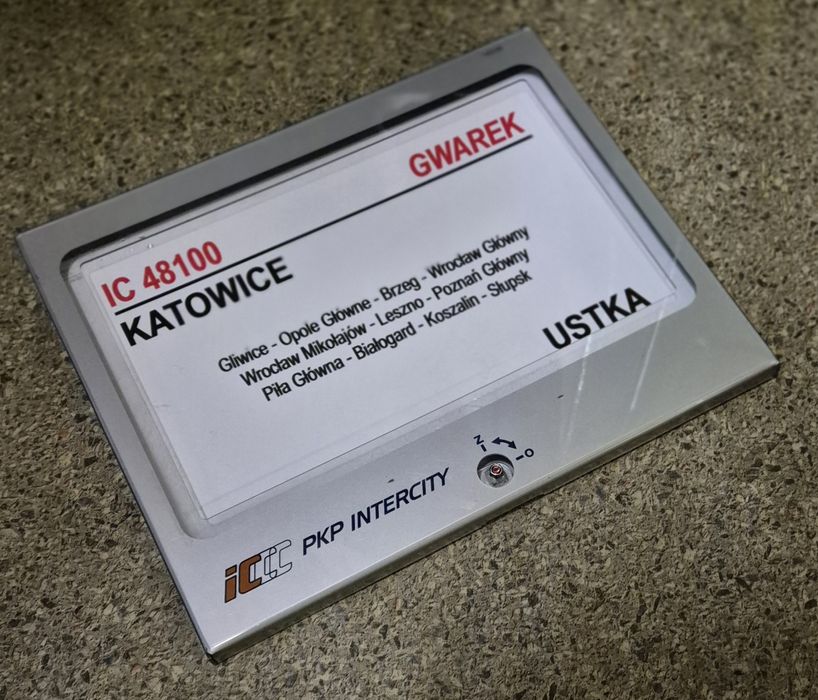 GWAREK
IC 48100
KATOWICE
Gliwice - Opole Główne - Brzeg - Wrocław Główny
Wrocław Mikołajów - Leszno - Poznań Główny
Piła Główna - Białogard - Koszalin - Słupsk
USTKA
Z
O
iC PKP INTERCITY